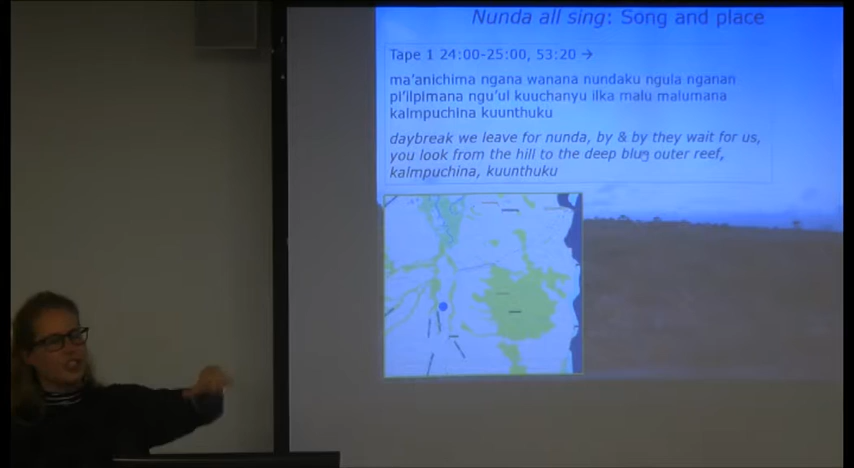 Nunda all sing: Song and place
Tape 1 24:00-25:00, 53:20 →
ma'anichima ngana wanana nundaku ngula nganan
pi'ilpimana ngu'ul kuuchanyu ilka malu malumana
kalmpuchina kuunthuku
daybreak we leave for nunda, by & by they wait for us,
you look from the hill to the deep blue outer reef,
kalmpuchina, kuunthuku